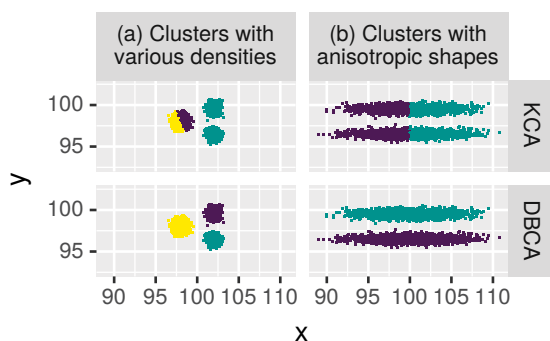 (a) Clusters with
various densities
(b) Clusters with
anisotropic shapes
100
95
KCA
y
100
95
DBCA
90 95 100 105 110
90 95 100 105 110
x